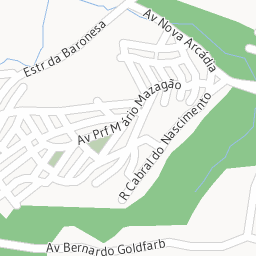 Av Nova Arcádia
Estr da Baronesa
Av Prf Mário Mazagão
R Cabral do Nascimento
Av Bernardo Goldfarb